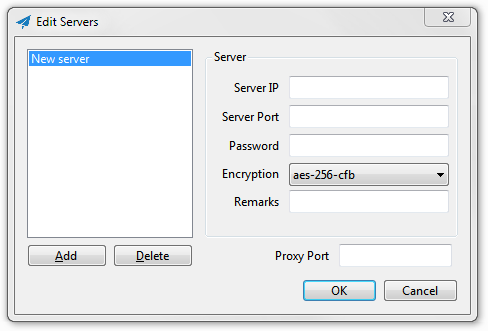 Edit Servers
New server
Server
Server IP
Server Port
Password
Encryption aes-256-cfb
Remarks
Add Delete
Proxy Port
OK Cancel